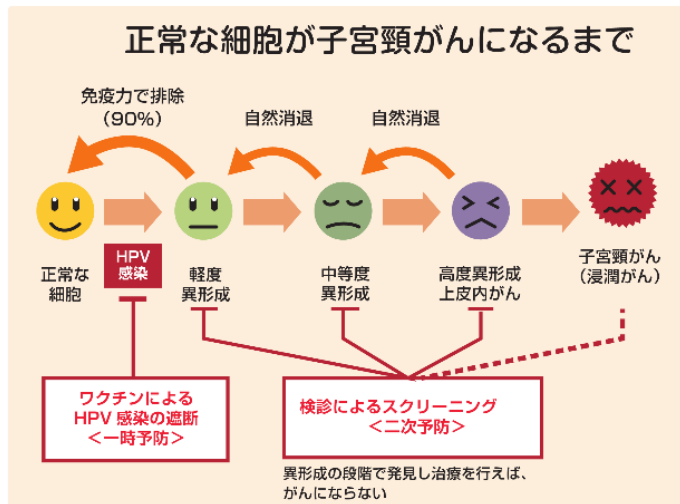 正常な細胞が子宮頸がんになるまで
免疫力で排除
（90%）
自然消退
自然消退
正常な
細胞
HPV
感染
軽度
異形成
中等度
異形成
高度異形成
上皮内がん
子宮頸がん
（浸潤がん）
ワクチンによる
HPV 感染の遮断
＜一時予防＞
検診によるスクリーニング
＜二次予防＞
異形成の段階で発見し治療を行えば、
がんにならない